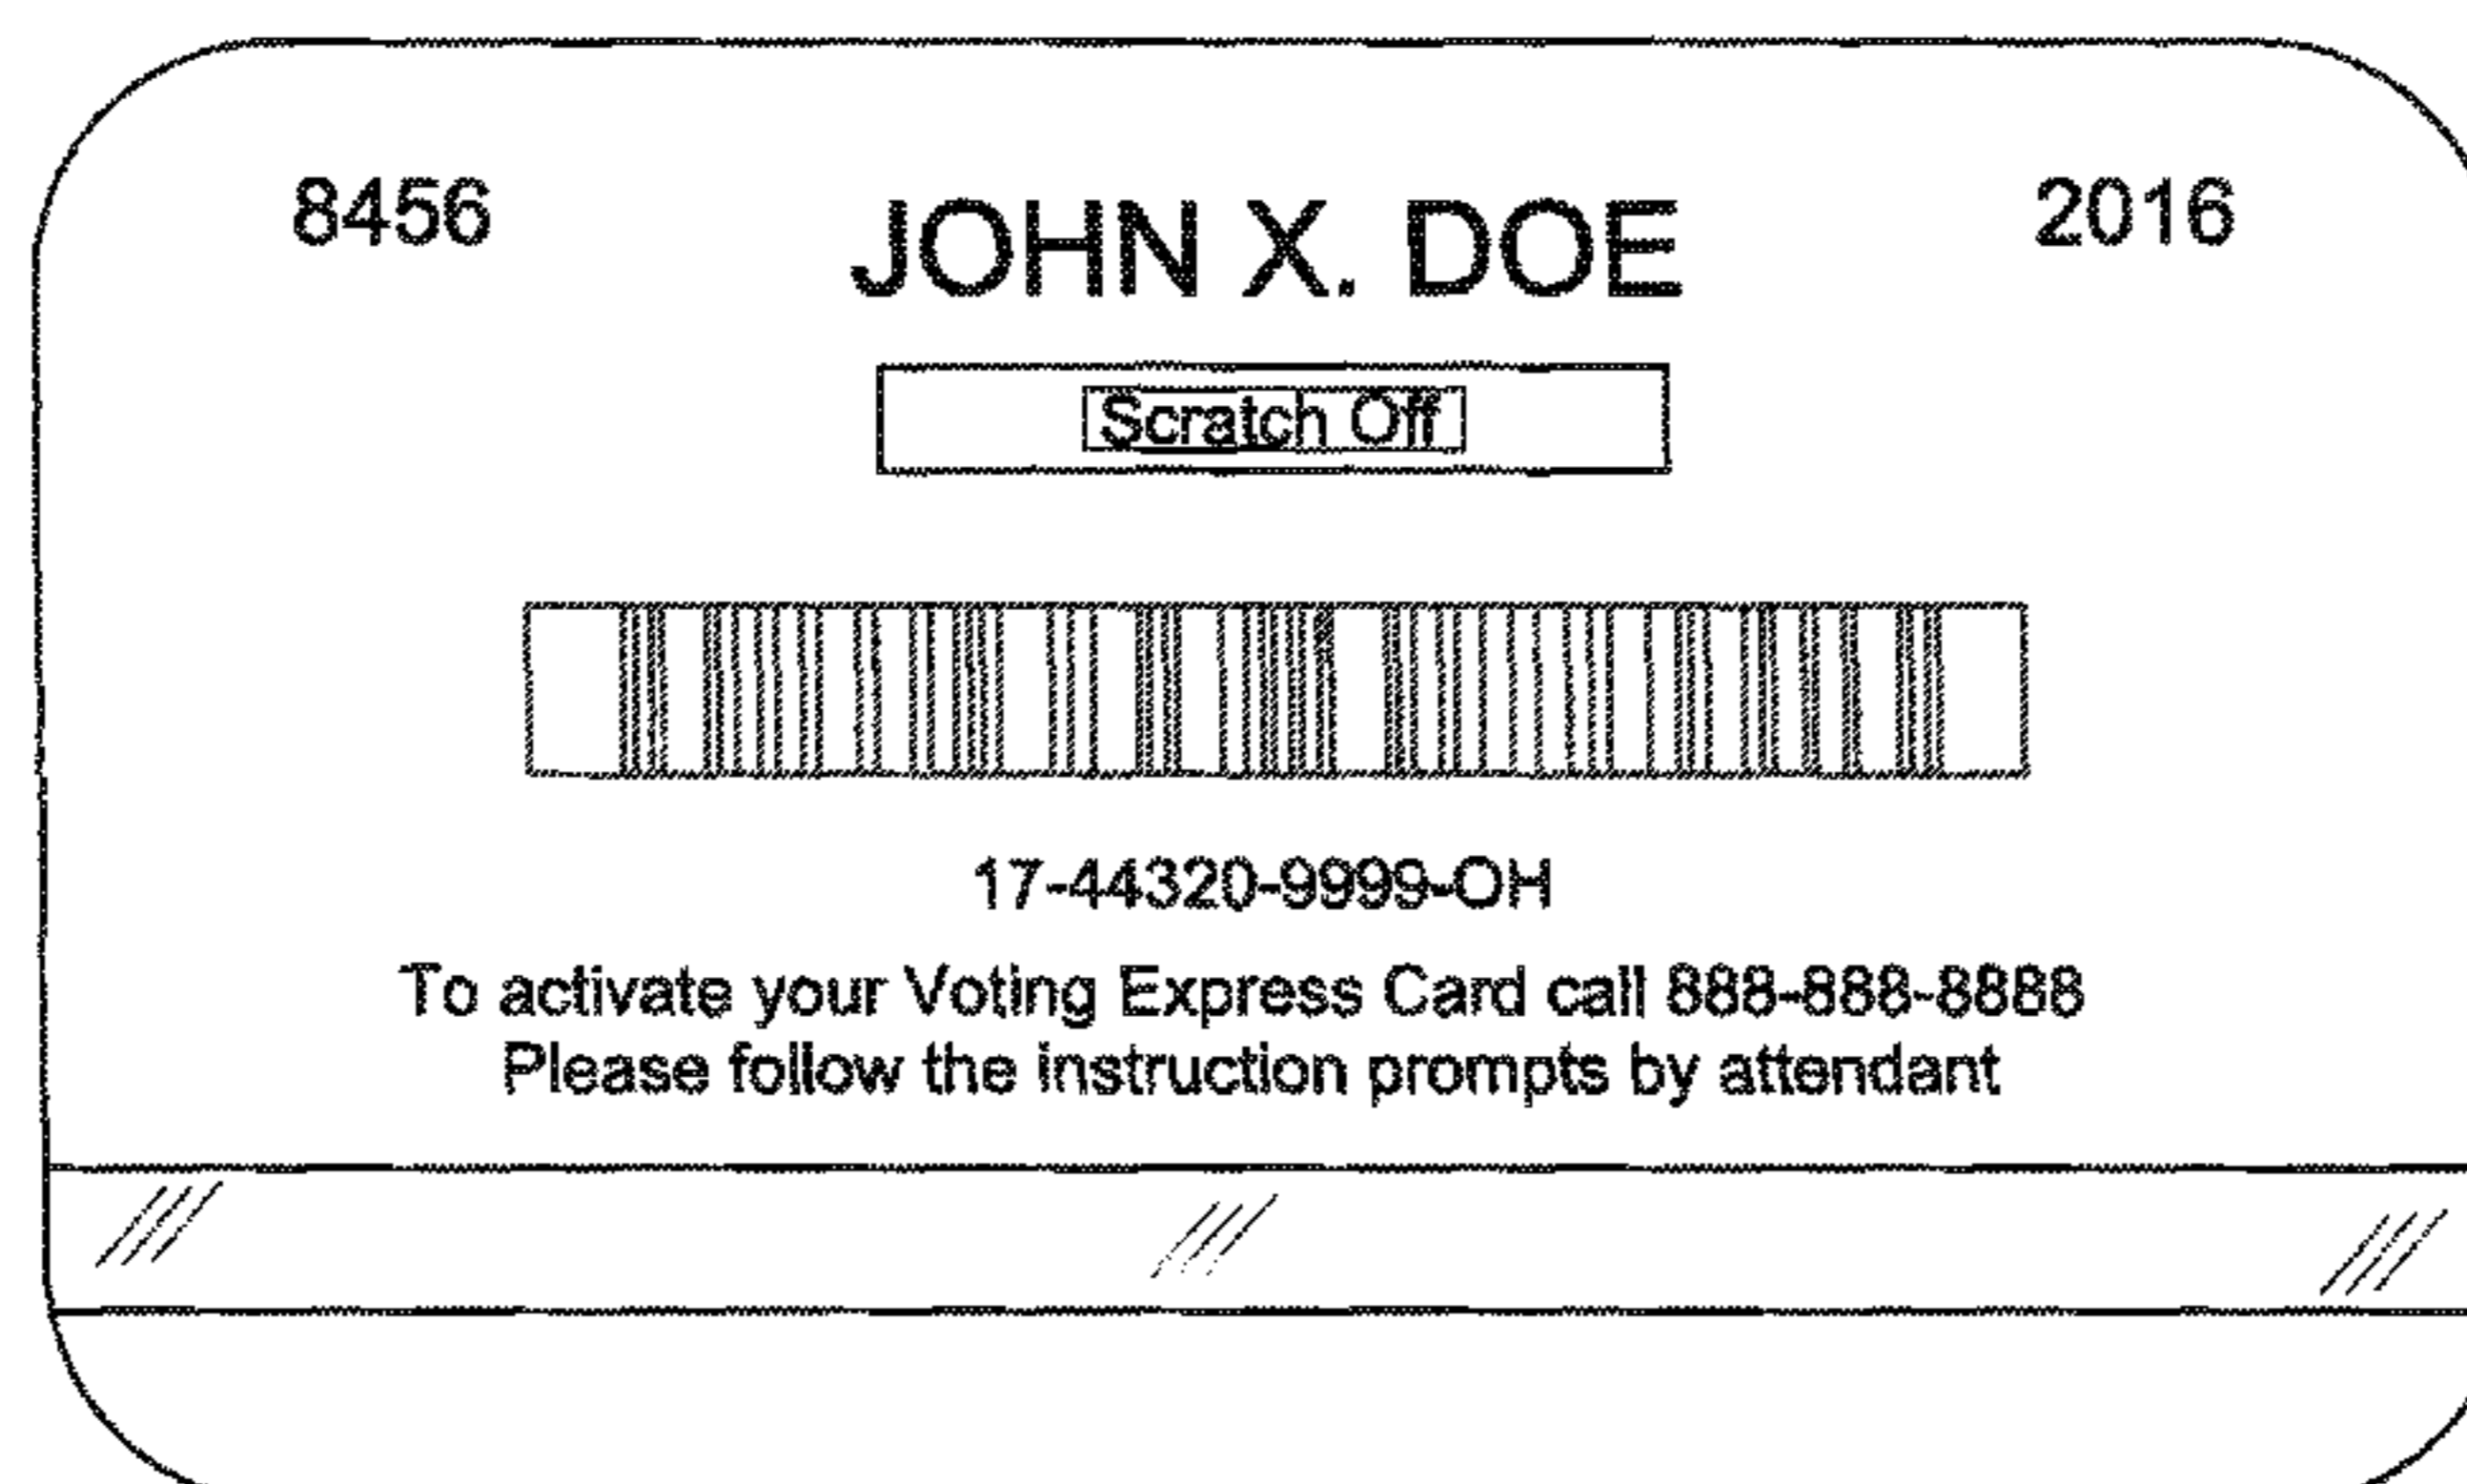 8456 JOHN X. DOE 2016
Scratch Off
17-44320-9999-OH
To activate your Voting Express Card call 888-888-8888
Please follow the instruction prompts by attendant